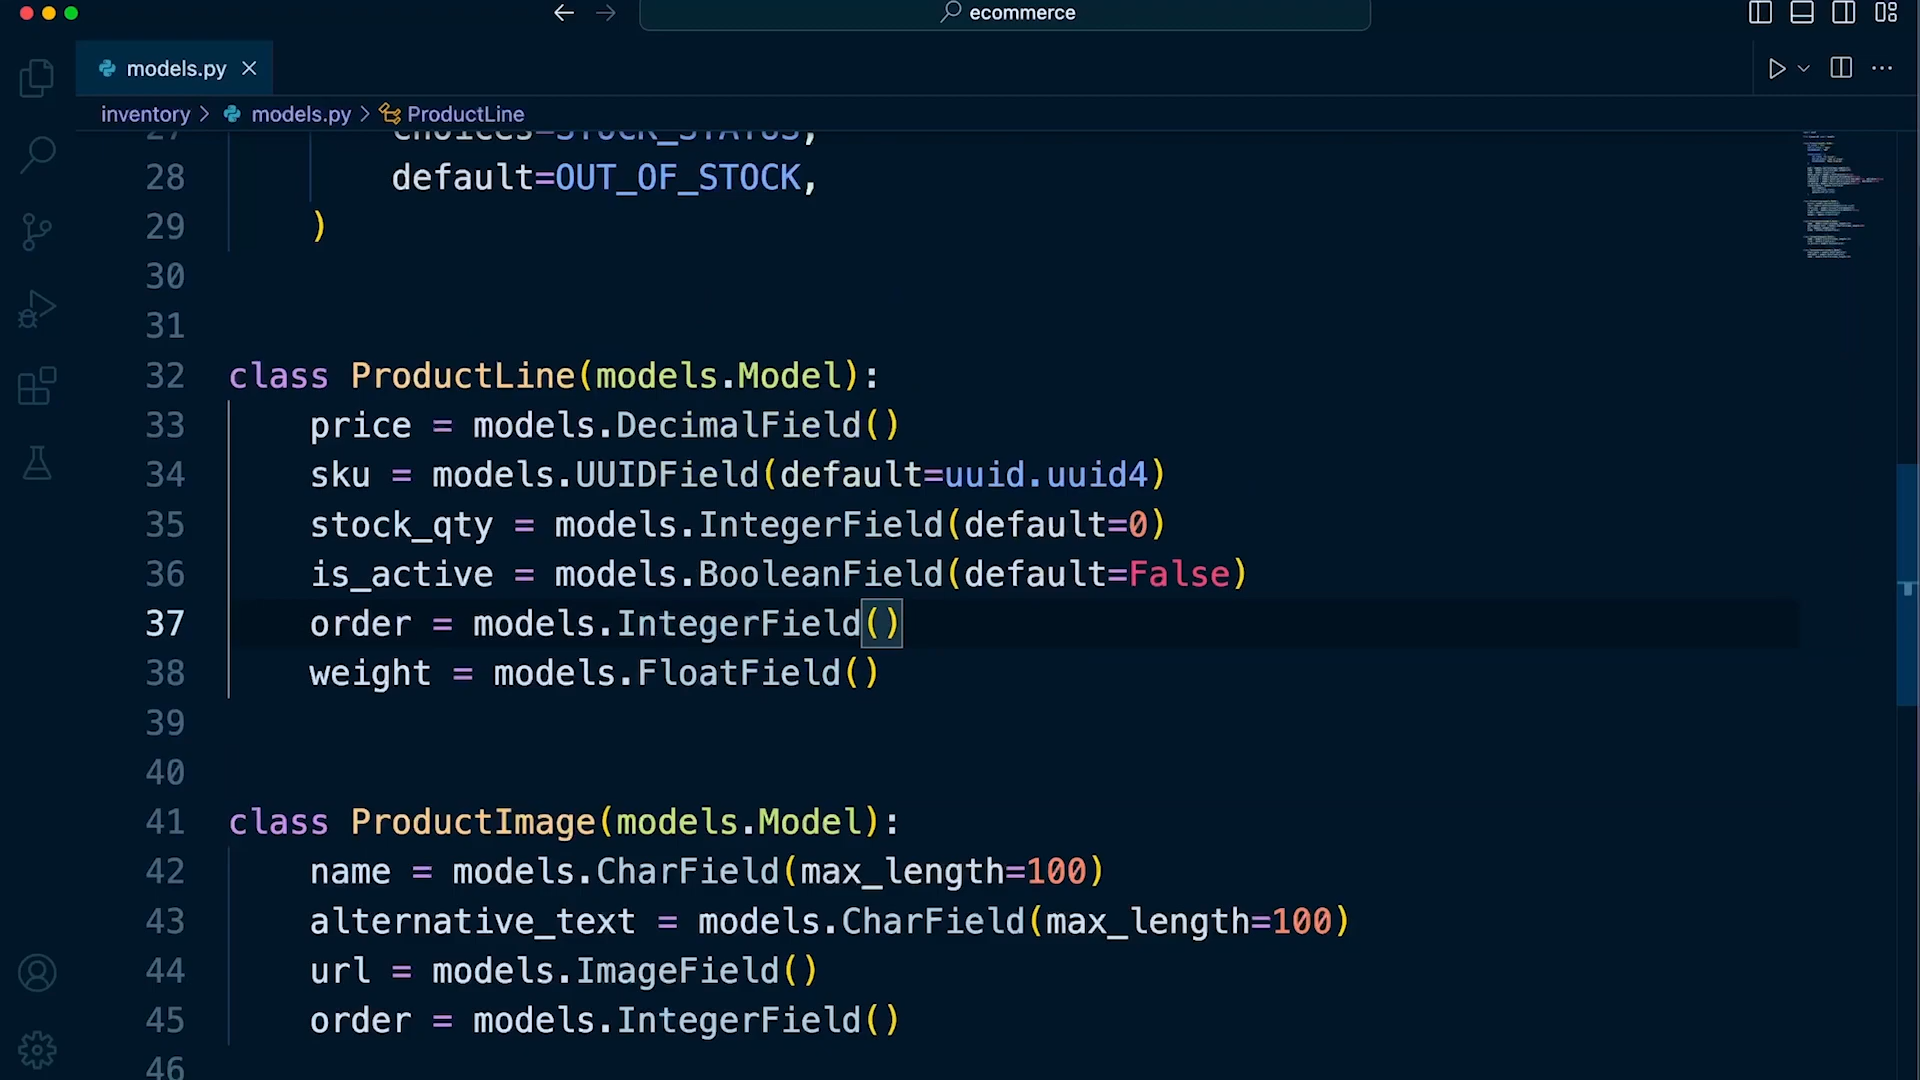 ecommerce
models.py
inventory > models.py > ProductLine
27 choices=STOCK_STATUS,
28 default=OUT_OF_STOCK,
29 )
30
31
32 class ProductLine(models.Model):
33 price = models.DecimalField()
34 sku = models.UUIDField(default=uuid.uuid4)
35 stock_qty = models.IntegerField(default=0)
36 is_active = models.BooleanField(default=False)
37 order = models.IntegerField()
38 weight = models.FloatField()
39
40
41 class ProductImage(models.Model):
42 name = models.CharField(max_length=100)
43 alternative_text = models.CharField(max_length=100)
44 url = models.ImageField()
45 order = models.IntegerField()
46